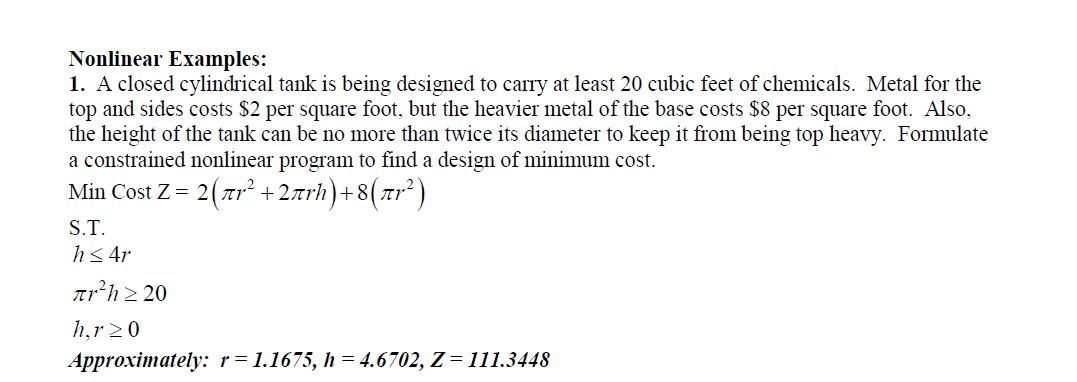 Nonlinear Examples:
1. A closed cylindrical tank is being designed to carry at least 20 cubic feet of chemicals. Metal for the
top and sides costs $2 per square foot, but the heavier metal of the base costs $8 per square foot. Also,
the height of the tank can be no more than twice its diameter to keep it from being top heavy. Formulate
a constrained nonlinear program to find a design of minimum cost.
Min Cost Z = 2(πr² + 2πrh) + 8(πr²)
S.T.
h ≤ 4r
πr²h ≥ 20
h, r ≥ 0
Approximately: r = 1.1675, h = 4.6702, Z = 111.3448